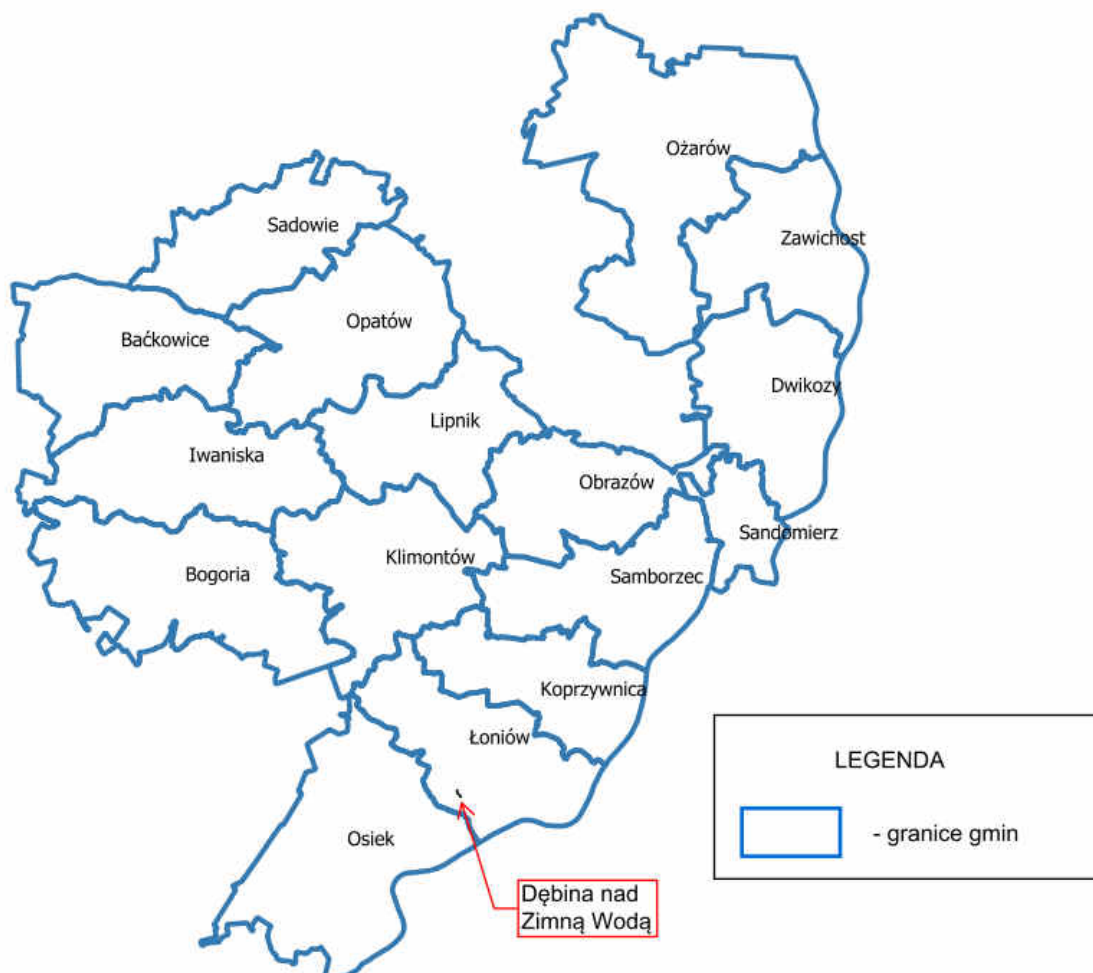 Ożarów
Sadowie
Zawichost
Opatów
Baćkowice
Dwikozy
Lipnik
Iwaniska
Obrazów
Sandomierz
Klimontów
Bogoria
Samborzec
Koprzywnica
Łoniów
Osiek
LEGENDA
- granice gmin
Dębina nad
Zimną Wodą